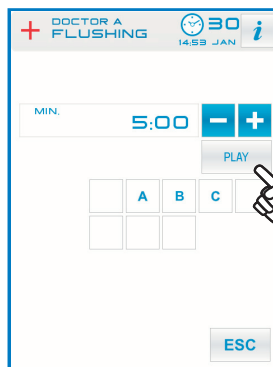 DOCTOR A
FLUSHING
30
14:53 JAN
i
MIN.
5:00
PLAY
A B C
ESC